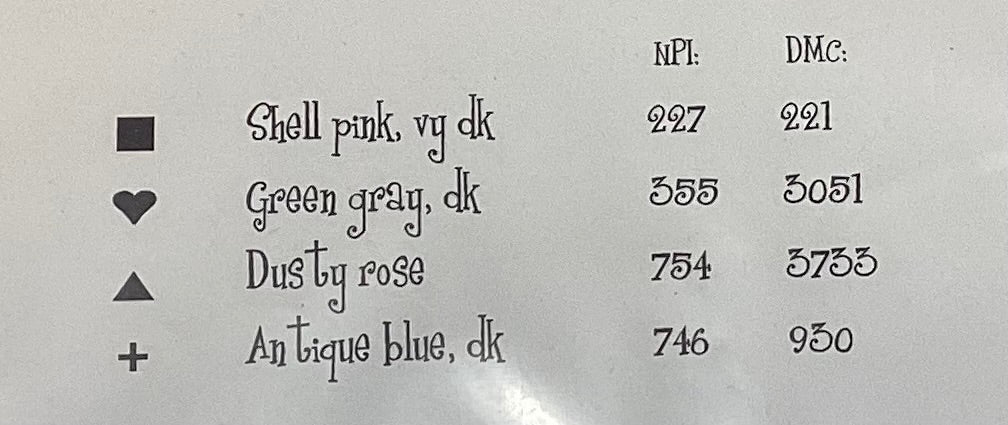 NPI: DMC:
Shell pink, vy dk 227 221
Green gray, dk 355 3051
Dusty rose 754 3733
Antique blue, dk 746 930